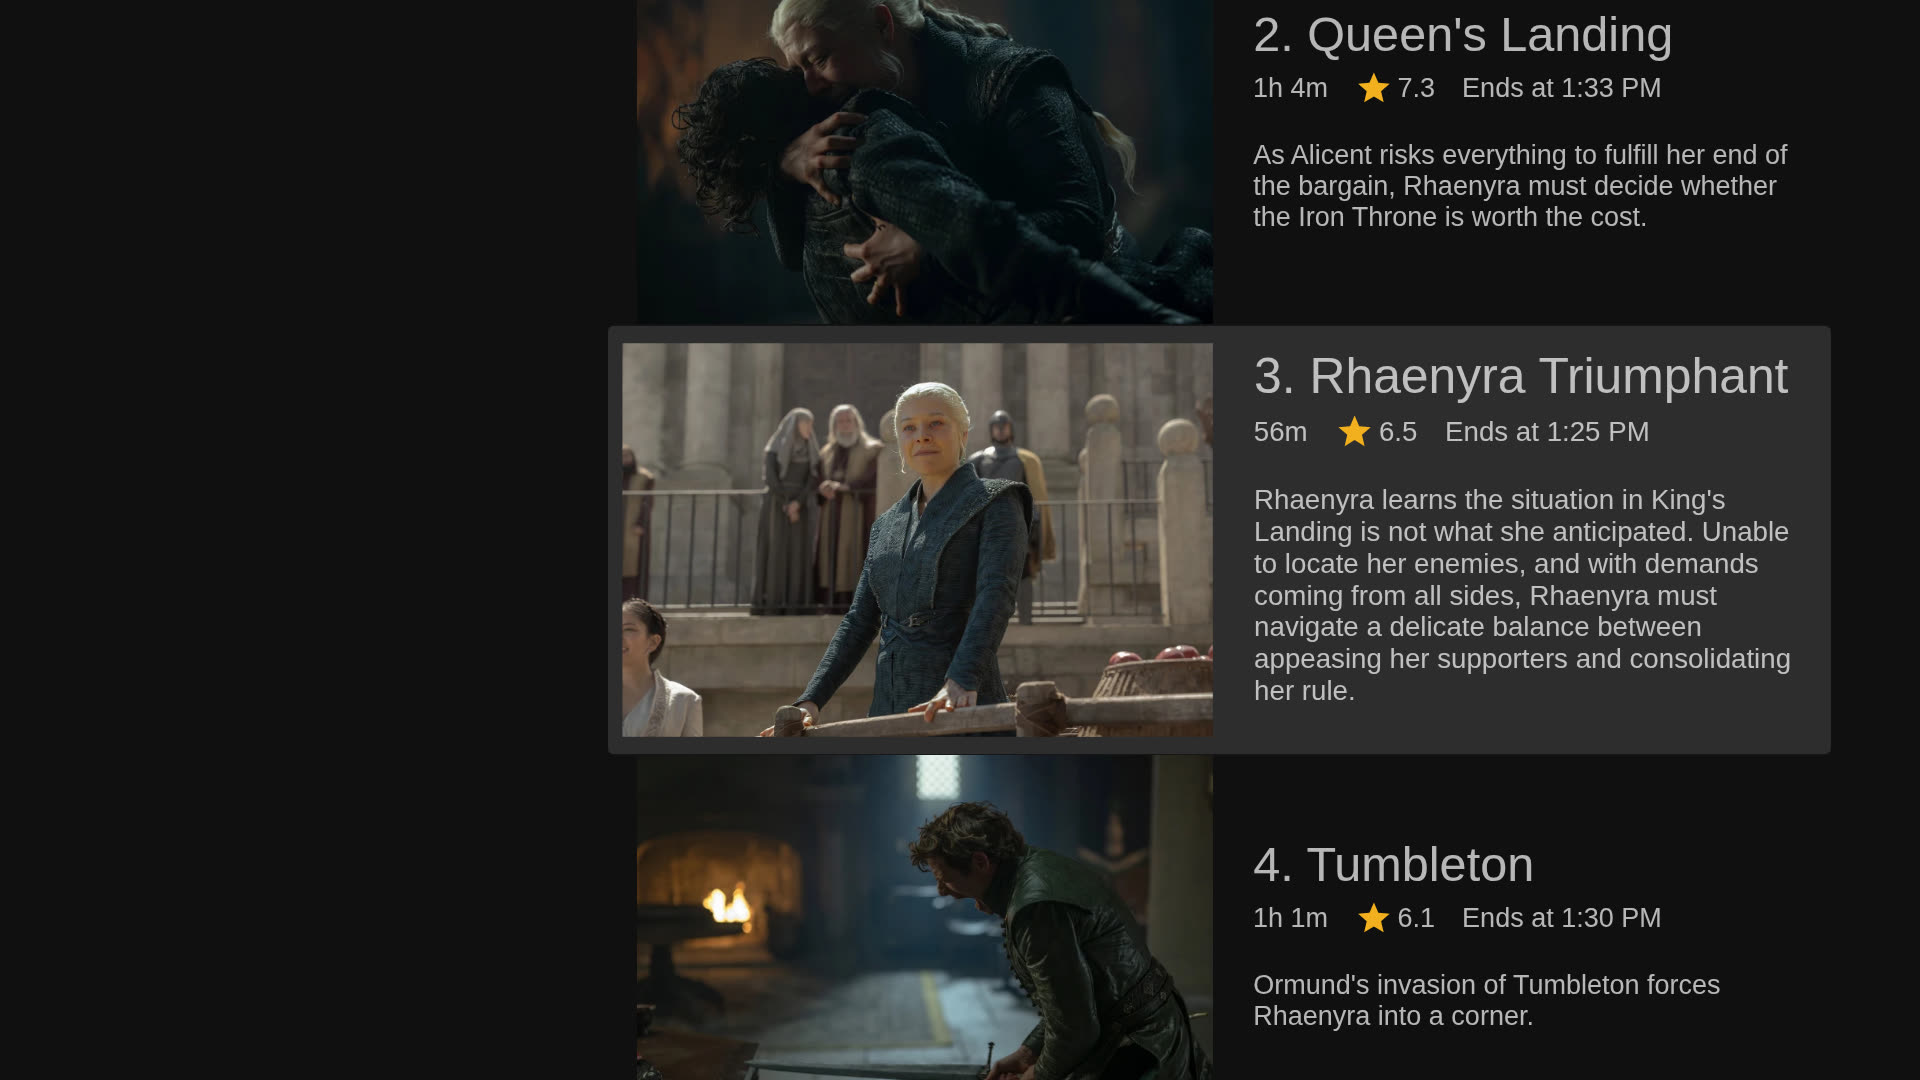 2. Queen's Landing
1h 4m 7.3 Ends at 1:33 PM
As Alicent risks everything to fulfill her end of
the bargain, Rhaenyra must decide whether
the Iron Throne is worth the cost.
3. Rhaenyra Triumphant
56m 6.5 Ends at 1:25 PM
Rhaenyra learns the situation in King's
Landing is not what she anticipated. Unable
to locate her enemies, and with demands
coming from all sides, Rhaenyra must
navigate a delicate balance between
appeasing her supporters and consolidating
her rule.
4. Tumbleton
1h 1m 6.1 Ends at 1:30 PM
Ormund's invasion of Tumbleton forces
Rhaenyra into a corner.